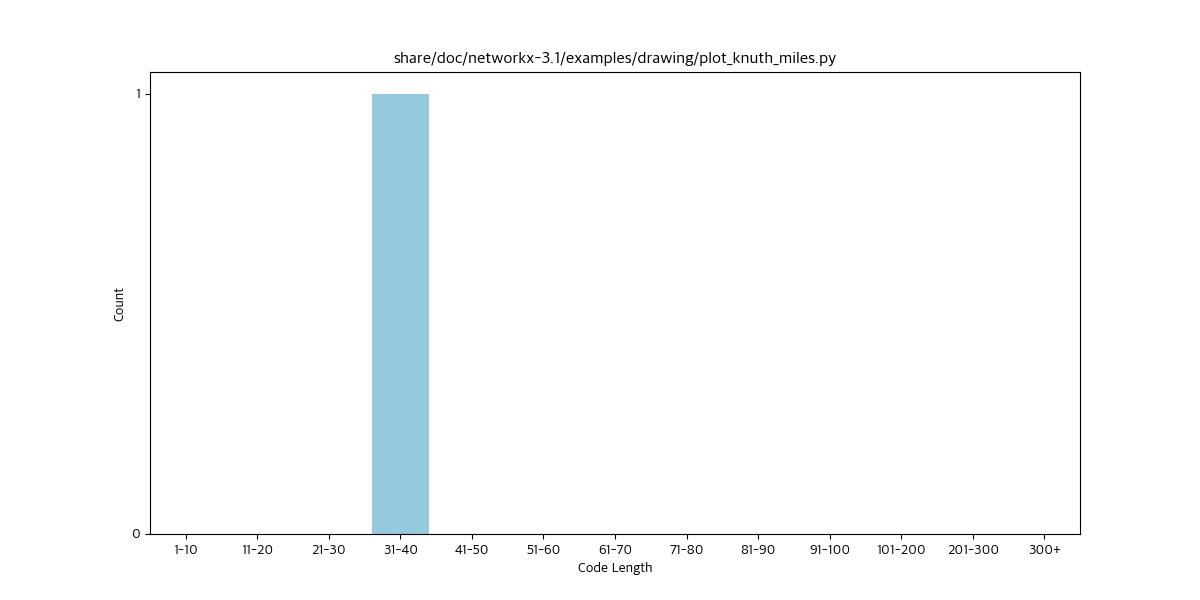 share/doc/networkx-3.1/examples/drawing/plot_knuth_miles.py
1
Count
0
1-10 11-20 21-30 31-40 41-50 51-60 61-70 71-80 81-90 91-100 101-200 201-300 300+
Code Length